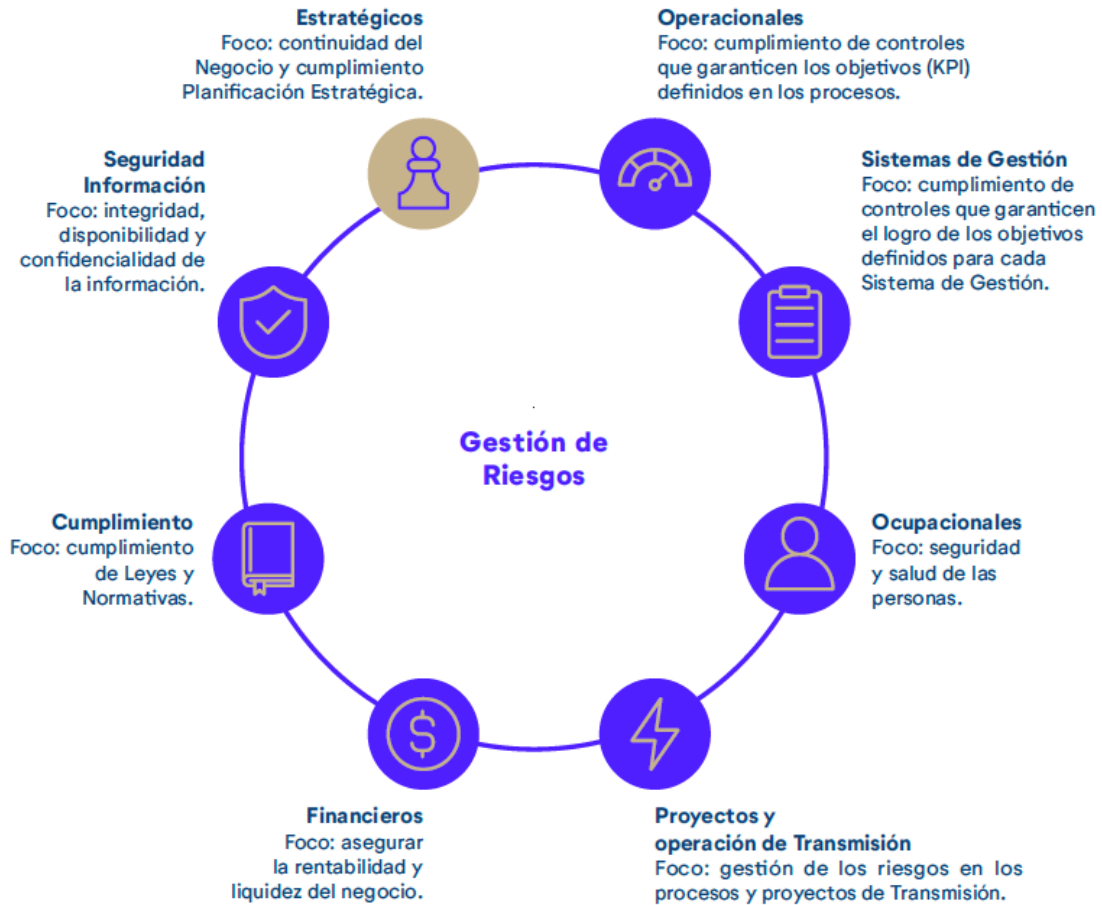 Estratégicos
Foco: continuidad del
Negocio y cumplimiento
Planificación Estratégica.
Operacionales
Foco: cumplimiento de controles
que garanticen los objetivos (KPI)
definidos en los procesos.
Seguridad
Información
Foco: integridad,
disponibilidad y
confidencialidad de
la información.
Sistemas de Gestión
Foco: cumplimiento de
controles que garanticen
el logro de los objetivos
definidos para cada
Sistema de Gestión.
Gestión de
Riesgos
Cumplimiento
Foco: cumplimiento
de Leyes y
Normativas.
Ocupacionales
Foco: seguridad
y salud de las
personas.
$
Financieros
Foco: asegurar
la rentabilidad y
liquidez del negocio.
Proyectos y
operación de Transmisión
Foco: gestión de los riesgos en los
procesos y proyectos de Transmisión.